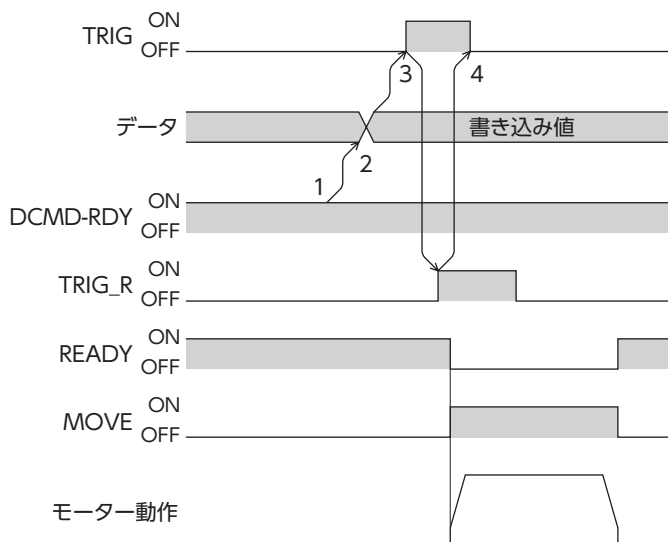 ON
TRIG
OFF
3
4
データ
書き込み値
1
2
ON
DCMD-RDY
OFF
ON
TRIG_R
OFF
ON
READY
OFF
ON
MOVE
OFF
モーター動作